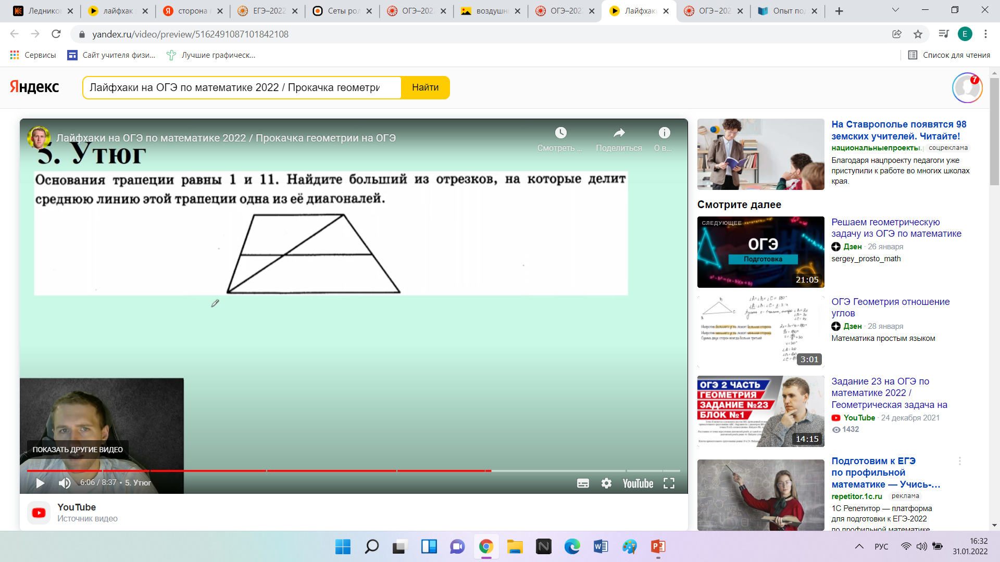 Ледников
лайфхак
сторона
ЕГЭ–2022
Сеты рол
ОГЭ–202
воздушн
ОГЭ–202
Лайфхаки
ОГЭ–202
Опыт по
yandex.ru/video/preview/5162491087101842108
E
Сервисы
Сайт учителя физи...
Лучшие графическ...
Список для чтения
Яндекс
Лайфхаки на ОГЭ по математике 2022 / Прокачка геометри
Найти
7
Лайфхаки на ОГЭ по математике 2022 / Прокачка геометрии на ОГЭ
Смотреть ...
Поделиться
О в...
5. Утюг
Основания трапеции равны 1 и 11. Найдите больший из отрезков, на которые делит
среднюю линию этой трапеции одна из её диагоналей.
ПОКАЗАТЬ ДРУГИЕ ВИДЕО
6:06 / 8:37 • 5. Утюг
YouTube
YouTube
Источник видео
На Ставрополье появятся 98
земских учителей. Читайте!
национальныепроекты.
соцреклама
Благодаря нацпроекту педагоги уже
приступили к работе во многих школах
края.
Смотрите далее
СЛЕДУЮЩЕЕ
ОГЭ
Подготовка
21:05
Решаем геометрическую
задачу из ОГЭ по математике
Дзен · 26 января
sergey_prosto_math
3:01
ОГЭ Геометрия отношение
углов
Дзен · 28 января
Математика простым языком
ОГЭ 2 ЧАСТЬ
ГЕОМЕТРИЯ
ЗАДАНИЕ №23
БЛОК №1
14:15
Задание 23 на ОГЭ по
математике 2022 /
Геометрическая задача на
YouTube · 24 декабря 2021
1432
Подготовим к ЕГЭ
по профильной
математике — Учись-...
repetitor.1c.ru
реклама
1С Репетитор — платформа
для подготовки к ЕГЭ-2022
по профильной математике
РУС
16:32
31.01.2022